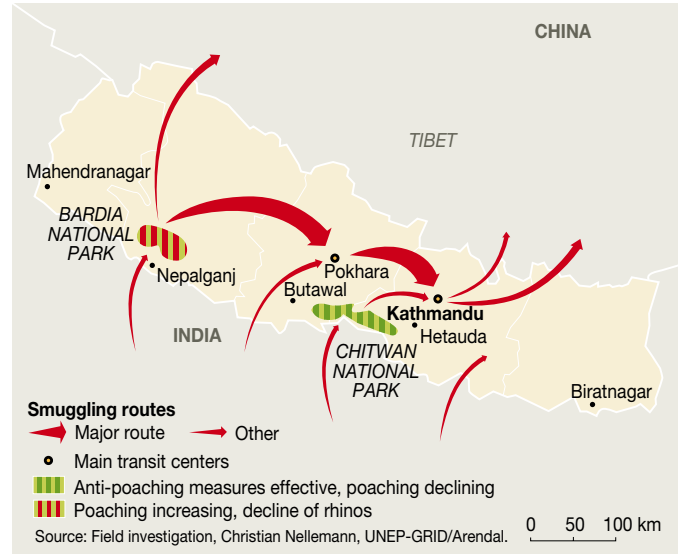 CHINA
TIBET
Mahendranagar
BARDIA
NATIONAL
PARK
Nepalganj
Pokhara
Butawal
Kathmandu
Hetauda
INDIA
CHITWAN
NATIONAL
PARK
Biratnagar
Smuggling routes
Major route
Other
Main transit centers
Anti-poaching measures effective, poaching declining
Poaching increasing, decline of rhinos
Source: Field investigation, Christian Nellemann, UNEP-GRID/Arendal.
0 50 100 km